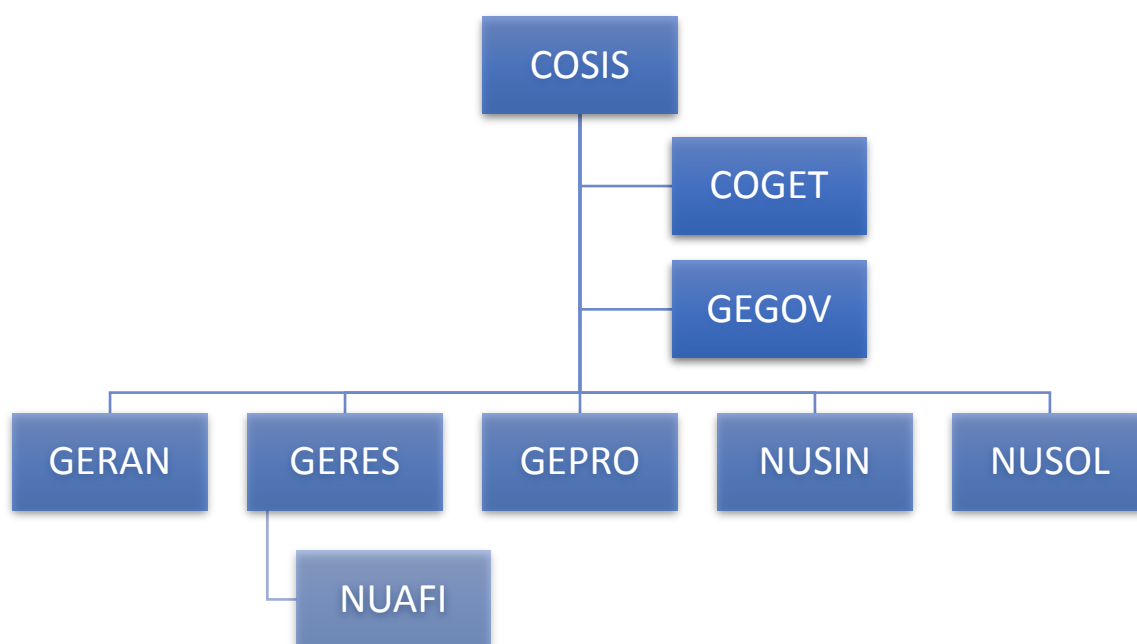 COSIS
COGET
GEGOV
GERAN
GERES
GEPRO
NUSIN
NUSOL
NUAFI